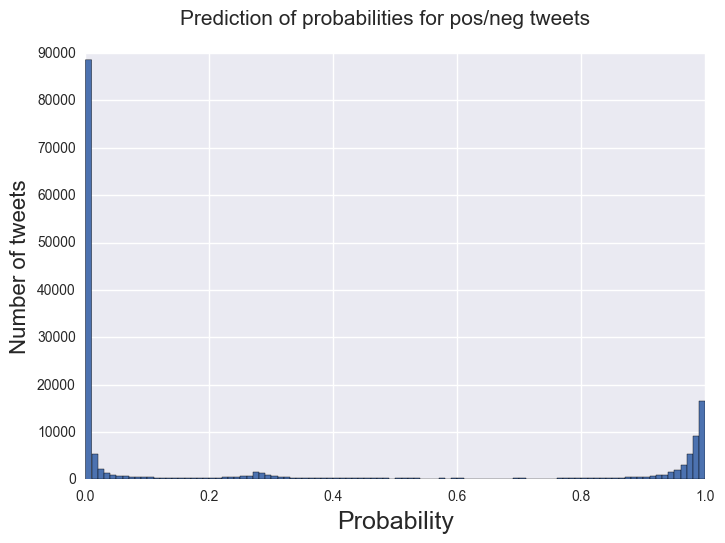 Prediction of probabilities for pos/neg tweets
90000
80000
70000
60000
50000
40000
30000
20000
10000
0
Number of tweets
0.0 0.2 0.4 0.6 0.8 1.0
Probability